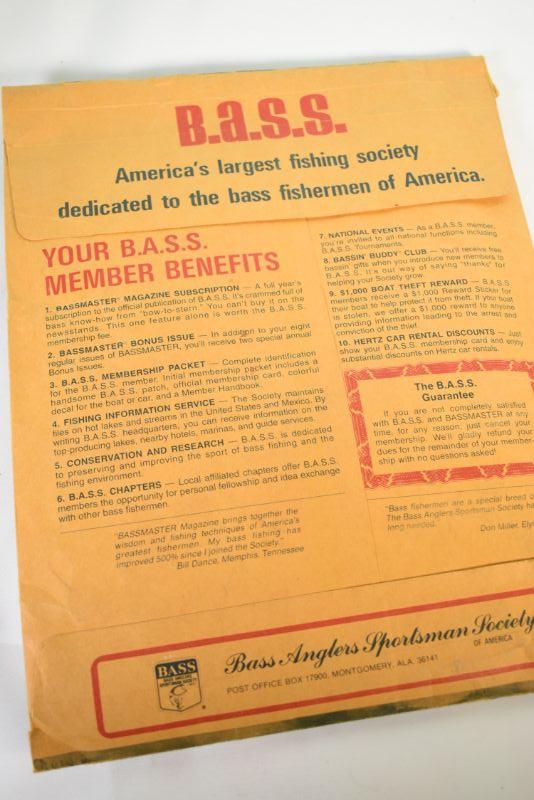 B.a.s.s.
America's largest fishing society
dedicated to the bass fishermen of America.
YOUR B.A.S.S.
MEMBER BENEFITS
1. BASSMASTER® MAGAZINE SUBSCRIPTION — A full year's
subscription to the official publication of B.A.S.S. It's crammed full of
bass know-how from "bow-to-stern." You can't buy it on the
newsstands. This one feature alone is worth the B.A.S.S.
membership fee.
2. BASSMASTER® BONUS ISSUE — In addition to your eight
regular issues of BASSMASTER, you'll receive two special annual
Bonus Issues.
3. B.A.S.S. MEMBERSHIP PACKET — Complete identification
for the B.A.S.S. member. Initial membership packet includes a
handsome B.A.S.S. patch, official membership card, colorful
decal for the boat or car, and a Member Handbook.
4. FISHING INFORMATION SERVICE — The Society maintains
files on hot lakes and streams in the United States and Mexico. By
writing B.A.S.S. headquarters, you can receive information on the
top-producing lakes, nearby hotels, marinas, and guide services.
5. CONSERVATION AND RESEARCH — B.A.S.S. is dedicated
to preserving and improving the sport of bass fishing and the
fishing environment.
6. B.A.S.S. CHAPTERS — Local affiliated chapters offer B.A.S.S.
members the opportunity for personal fellowship and idea exchange
with other bass fishermen.
"BASSMASTER Magazine brings together the
wisdom and fishing techniques of America's
greatest fishermen. My bass fishing has
improved 500% since I joined the Society."
Bill Dance, Memphis, Tennessee
7. NATIONAL EVENTS — As a B.A.S.S. member,
you're invited to all national functions including
B.A.S.S. Tournaments.
8. BASSIN' BUDDY CLUB — You'll receive free
bassin' gifts when you introduce new members to
B.A.S.S. It's our way of saying "thanks" for
helping your Society grow.
9. $1,000 BOAT THEFT REWARD — B.A.S.S.
members receive a $1,000 Reward Sticker for
their boat to help protect it from theft. If your boat
is stolen, we offer a $1,000 reward to anyone
providing information leading to the arrest and
conviction of the thief.
10. HERTZ CAR RENTAL DISCOUNTS — Just
show your B.A.S.S. membership card and enjoy
substantial discounts on Hertz car rentals.
The B.A.S.S.
Guarantee
If you are not completely satisfied
with B.A.S.S. and BASSMASTER at any
time, for any reason, just cancel your
membership. We'll gladly refund your
dues for the remainder of your member-
ship with no questions asked!
"Bass fishermen are a special breed
The Bass Anglers Sportsman Society
long needed.
Don Miller,
BASS
BASS ANGLERS
SPORTSMAN SOCIETY
®
Bass Anglers Sportsman Society
OF AMERICA
POST OFFICE BOX 17900, MONTGOMERY, ALA. 36141